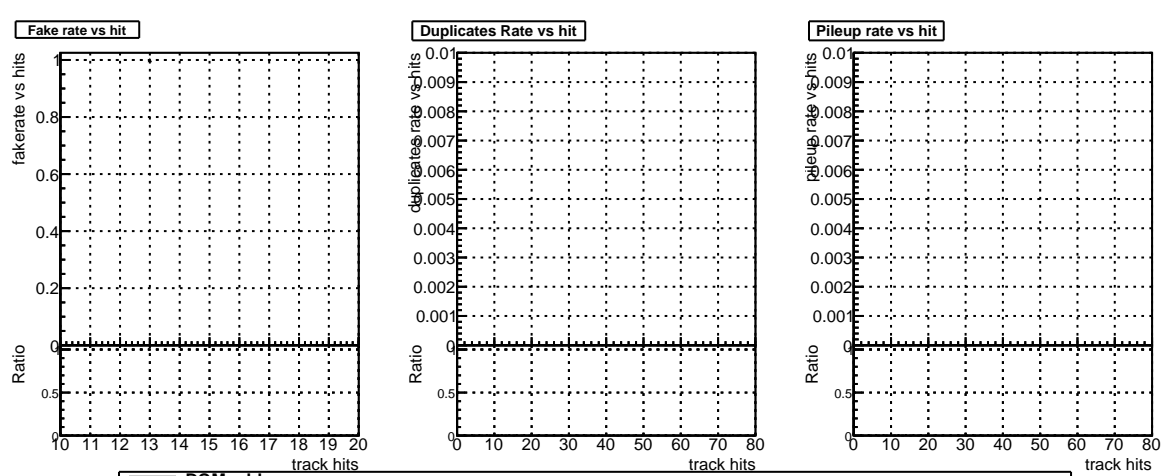 Fake rate vs hit
fakerate vs hits
1
0.8
0.6
0.4
0.2
0
Ratio
1
0.5
0
10 11 12 13 14 15 16 17 18 19 20
track hits
Duplicates Rate vs hit
duplicates rate vs hits
0.01
0.009
0.008
0.007
0.006
0.005
0.004
0.003
0.002
0.001
0
Ratio
1
0.5
0
0 10 20 30 40 50 60 70 80
track hits
Pileup rate vs hit
pileup rate vs hits
0.01
0.009
0.008
0.007
0.006
0.005
0.004
0.003
0.002
0.001
0
Ratio
1
0.5
0
0 10 20 30 40 50 60 70 80
track hits